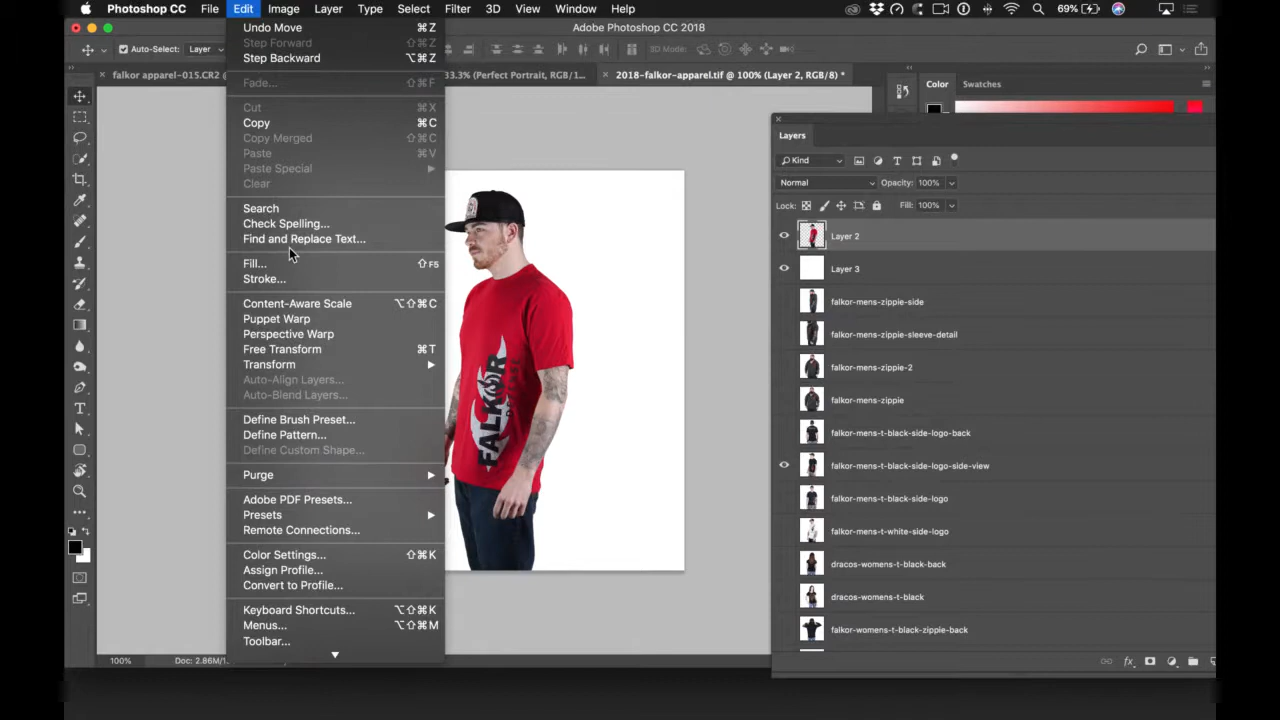 Photoshop CC File Edit Image Layer Type Select Filter 3D View Window Help 69%
Adobe Photoshop CC 2018
Auto-Select: Layer 3D Mode:
falkor apparel-015.CR2 @ 33.3% (Perfect Portrait, RGB/1... 2018-falkor-apparel.tif @ 100% (Layer 2, RGB/8) *
Undo Move ⌘Z
Step Forward ⇧⌘Z
Step Backward ⌥⌘Z
Fade... ⇧⌘F
Cut ⌘X
Copy ⌘C
Copy Merged ⇧⌘C
Paste ⌘V
Paste Special
Clear
Search
Check Spelling...
Find and Replace Text...
Fill... ⇧F5
Stroke...
Content-Aware Scale ⌥⇧⌘C
Puppet Warp
Perspective Warp
Free Transform ⌘T
Transform
Auto-Align Layers...
Auto-Blend Layers...
Define Brush Preset...
Define Pattern...
Define Custom Shape...
Purge
Adobe PDF Presets...
Presets
Remote Connections...
Color Settings... ⇧⌘K
Assign Profile...
Convert to Profile...
Keyboard Shortcuts... ⌥⇧⌘K
Menus... ⌥⇧⌘M
Toolbar...
FALKOR
Color Swatches
Layers
Kind
Normal Opacity: 100%
Lock: Fill: 100%
Layer 2
Layer 3
falkor-mens-zippie-side
falkor-mens-zippie-sleeve-detail
falkor-mens-zippie-2
falkor-mens-zippie
falkor-mens-t-black-side-logo-back
falkor-mens-t-black-side-logo-side-view
falkor-mens-t-black-side-logo
falkor-mens-t-white-side-logo
dracos-womens-t-black-back
dracos-womens-t-black
falkor-womens-t-black-zippie-back
fx
100% Doc: 2.86M/1